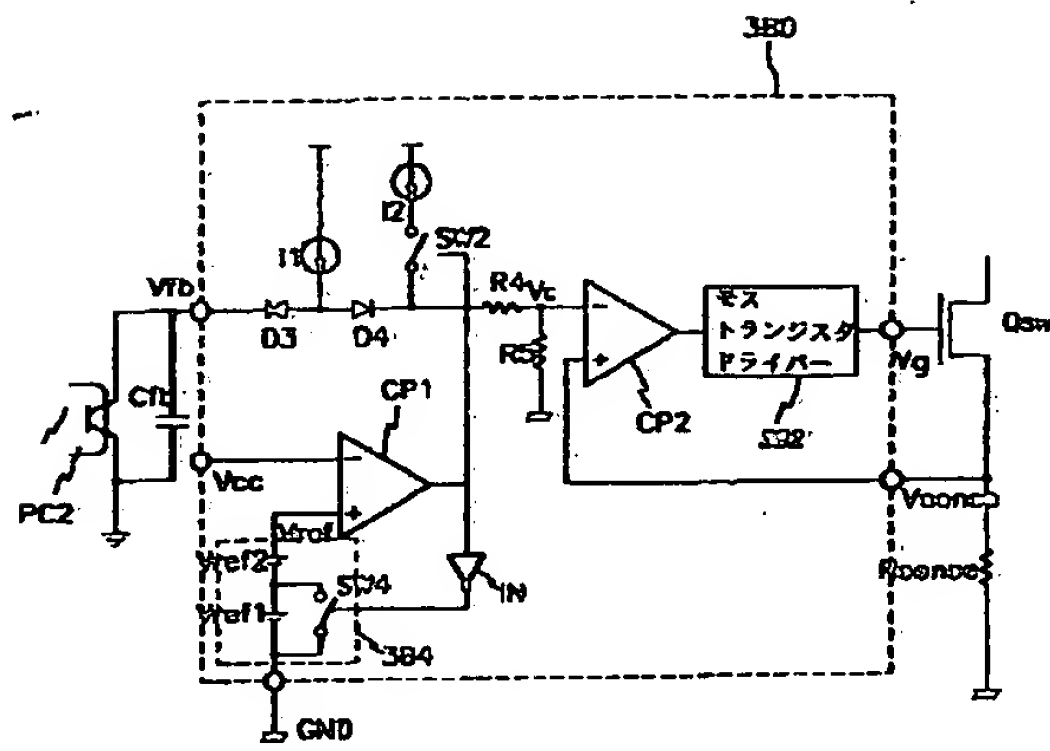 380
I2
SW2
I1
Vfb
R4
Vc
D3
D4
R5
モス
トランジスタ
ドライバー
Qsw
Vg
Cfb
CP1
CP2
Vcc
PC2
Vref
Vref2
SW4
IN
Vref1
384
GND